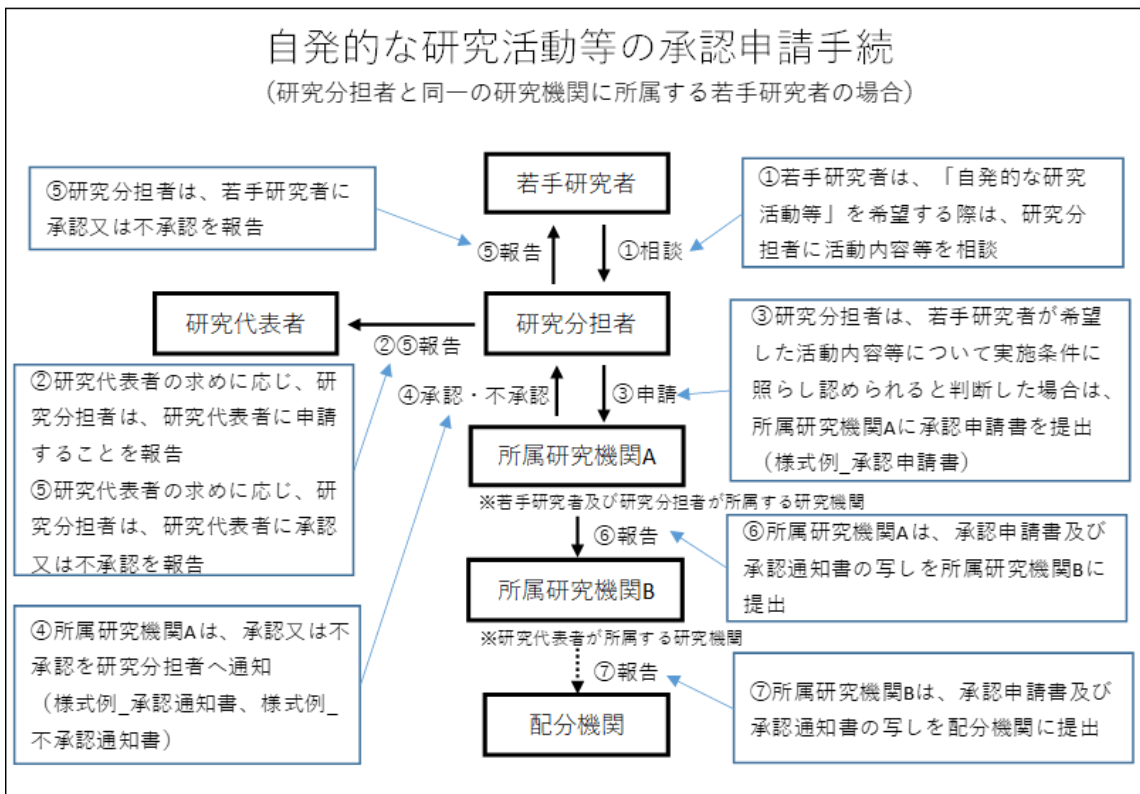 自発的な研究活動等の承認申請手続
(研究分担者と同一の研究機関に所属する若手研究者の場合)
⑤研究分担者は、若手研究者に
承認又は不承認を報告
若手研究者
①若手研究者は、「自発的な研究
活動等」を希望する際は、研究分
担者に活動内容等を相談
⑤報告
①相談
研究代表者
研究分担者
②⑤報告
③研究分担者は、若手研究者が希望
した活動内容等について実施条件に
照らし認められると判断した場合は、
所属研究機関Aに承認申請書を提出
（様式例_承認申請書）
②研究代表者の求めに応じ、研
究分担者は、研究代表者に申請
することを報告
⑤研究代表者の求めに応じ、研
究分担者は、研究代表者に承認
又は不承認を報告
④承認・不承認
③申請
所属研究機関A
※若手研究者及び研究分担者が所属する研究機関
⑥報告
⑥所属研究機関Aは、承認申請書及び
承認通知書の写しを所属研究機関Bに
提出
所属研究機関B
※研究代表者が所属する研究機関
④所属研究機関Aは、承認又は不
承認を研究分担者へ通知
（様式例_承認通知書、様式例_
不承認通知書）
⑦報告
⑦所属研究機関Bは、承認申請書及び
承認通知書の写しを配分機関に提出
配分機関